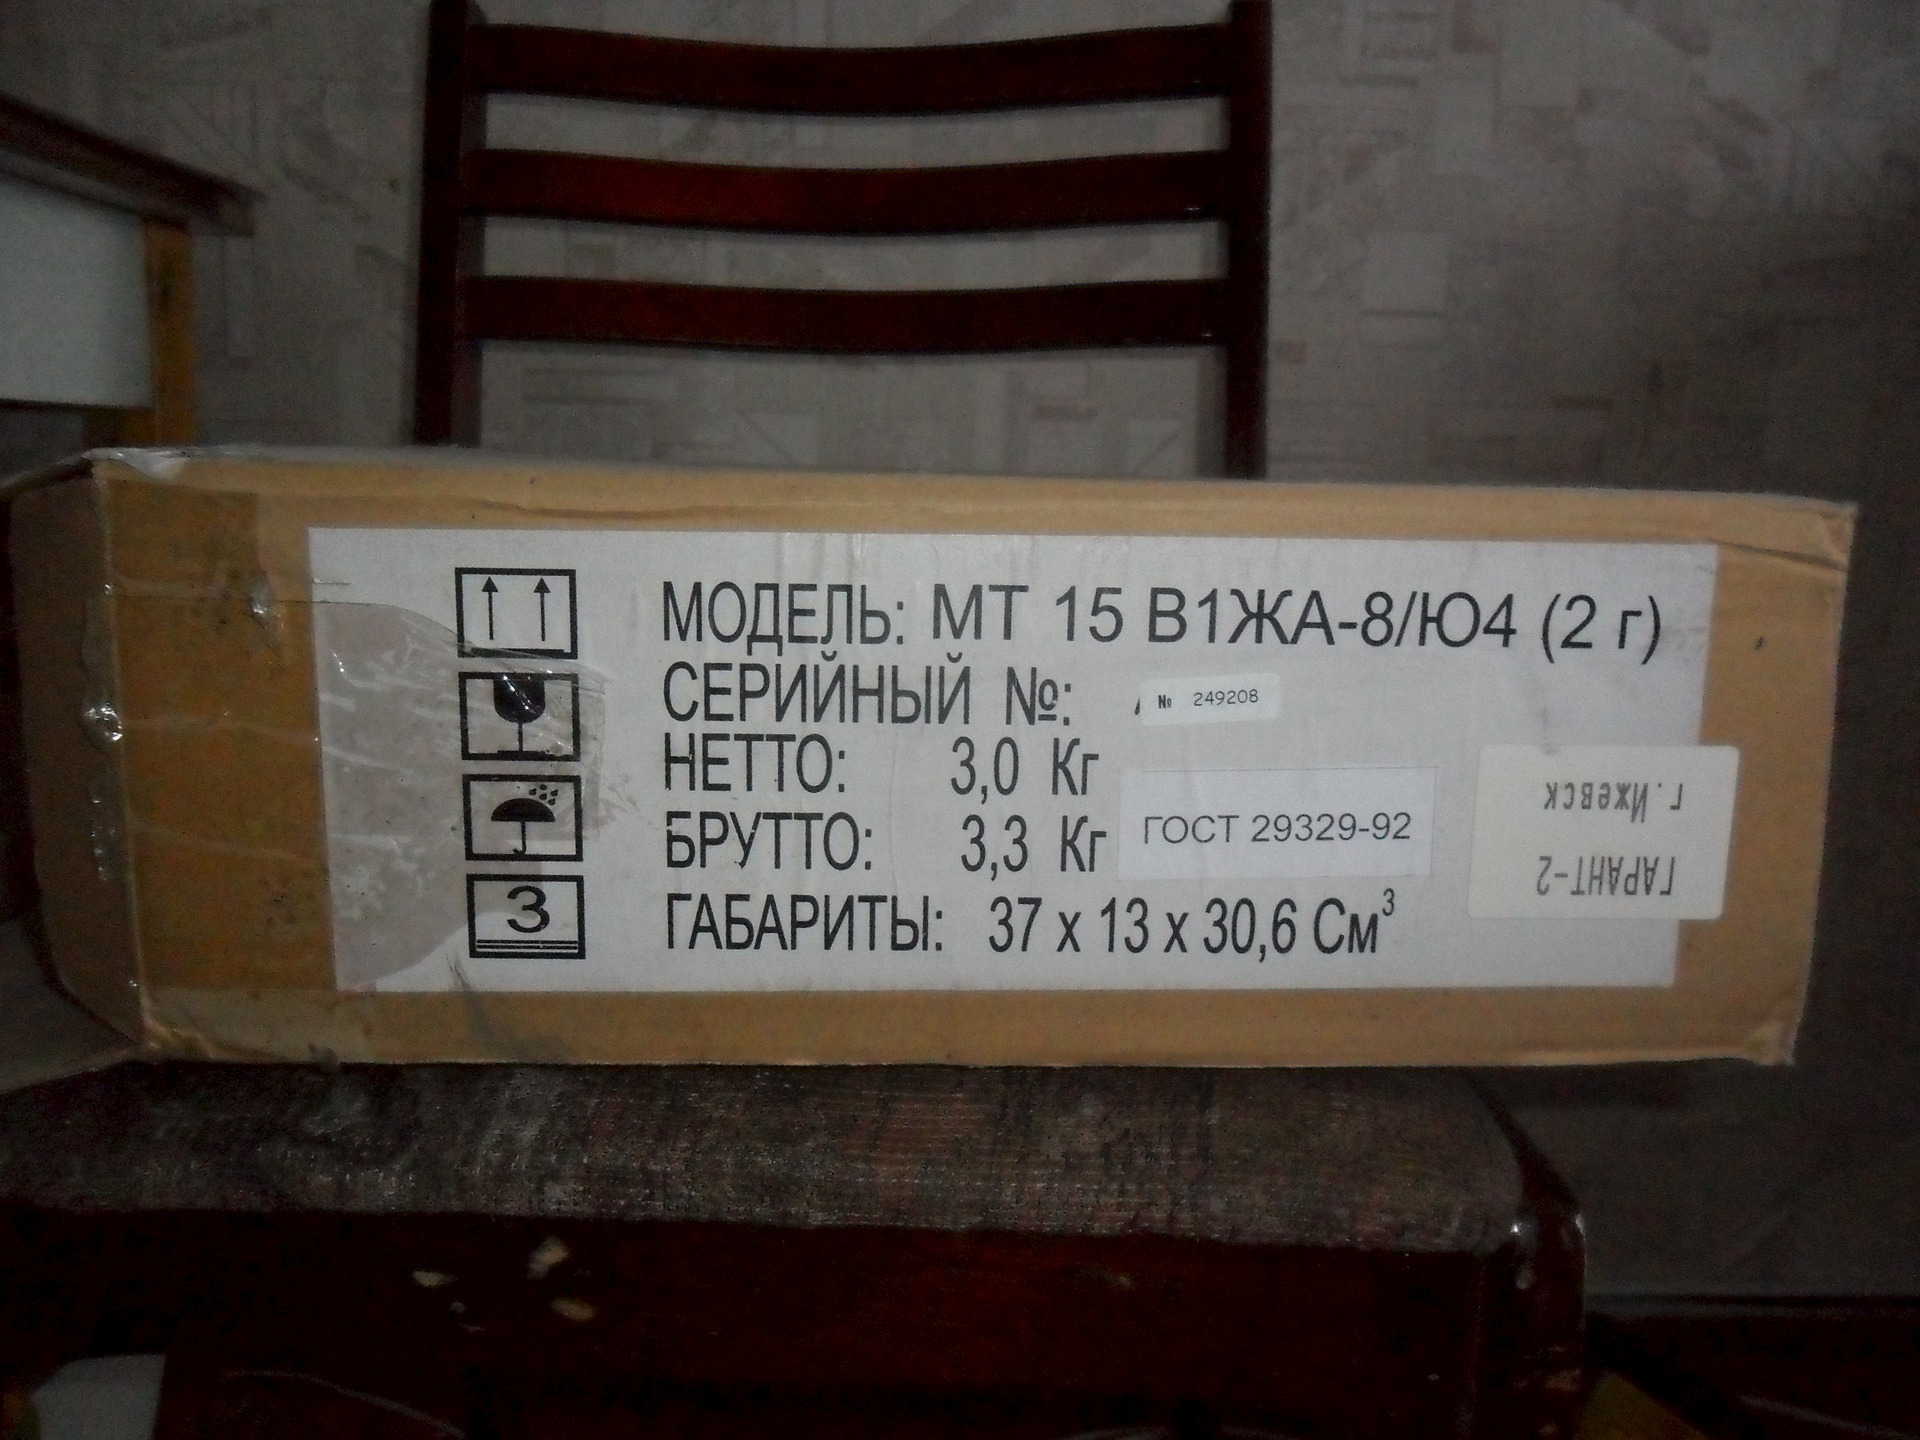 МОДЕЛЬ: МТ 15 В1ЖА-8/Ю4 (2 г)
СЕРИЙНЫЙ №: № 249208
НЕТТО: 3,0 Кг
БРУТТО: 3,3 Кг
ГОСТ 29329-92
ГАБАРИТЫ: 37 х 13 х 30,6 См³
3
ГАРАНТ-2
г. Ижевск